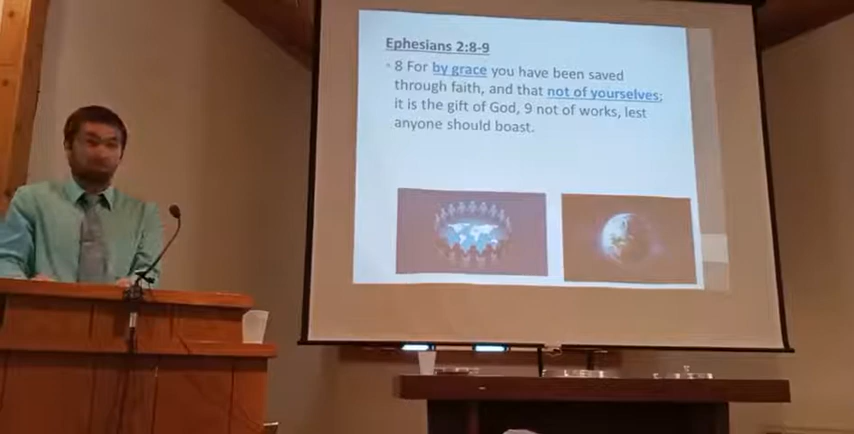 Ephesians 2:8-9
• 8 For by grace you have been saved
through faith, and that not of yourselves;
it is the gift of God, 9 not of works, lest
anyone should boast.